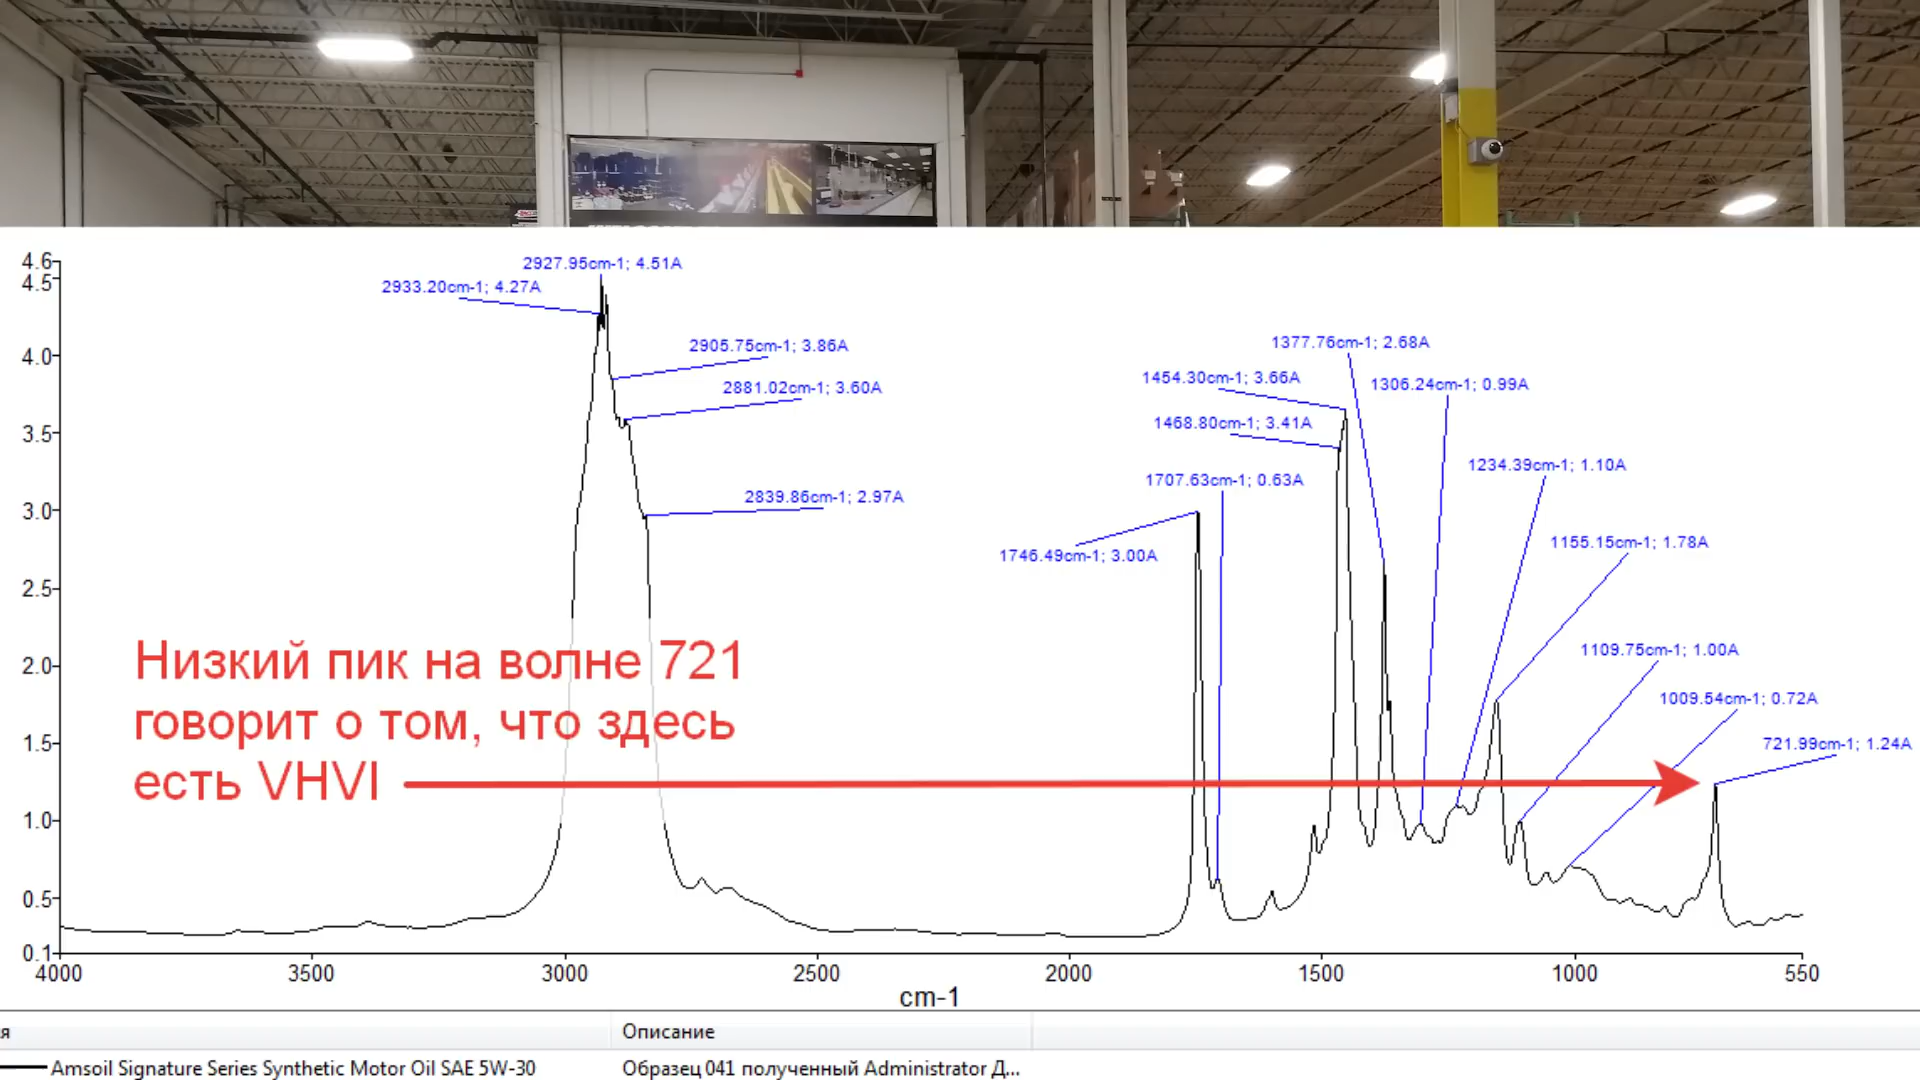 4.6
4.5
4.0
3.5
3.0
2.5
2.0
1.5
1.0
0.5
0.1
2927.95cm-1; 4.51A
2933.20cm-1; 4.27A
2905.75cm-1; 3.86A
2881.02cm-1; 3.60A
2839.86cm-1; 2.97A
1377.76cm-1; 2.68A
1454.30cm-1; 3.66A
1306.24cm-1; 0.99A
1468.80cm-1; 3.41A
1234.39cm-1; 1.10A
1707.63cm-1; 0.63A
1746.49cm-1; 3.00A
1155.15cm-1; 1.78A
1109.75cm-1; 1.00A
1009.54cm-1; 0.72A
721.99cm-1; 1.24A
Низкий пик на волне 721
говорит о том, что здесь
есть VHVI
4000 3500 3000 2500 2000 1500 1000 550
cm-1
я Описание
Amsoil Signature Series Synthetic Motor Oil SAE 5W-30 Образец 041 полученный Administrator Д...